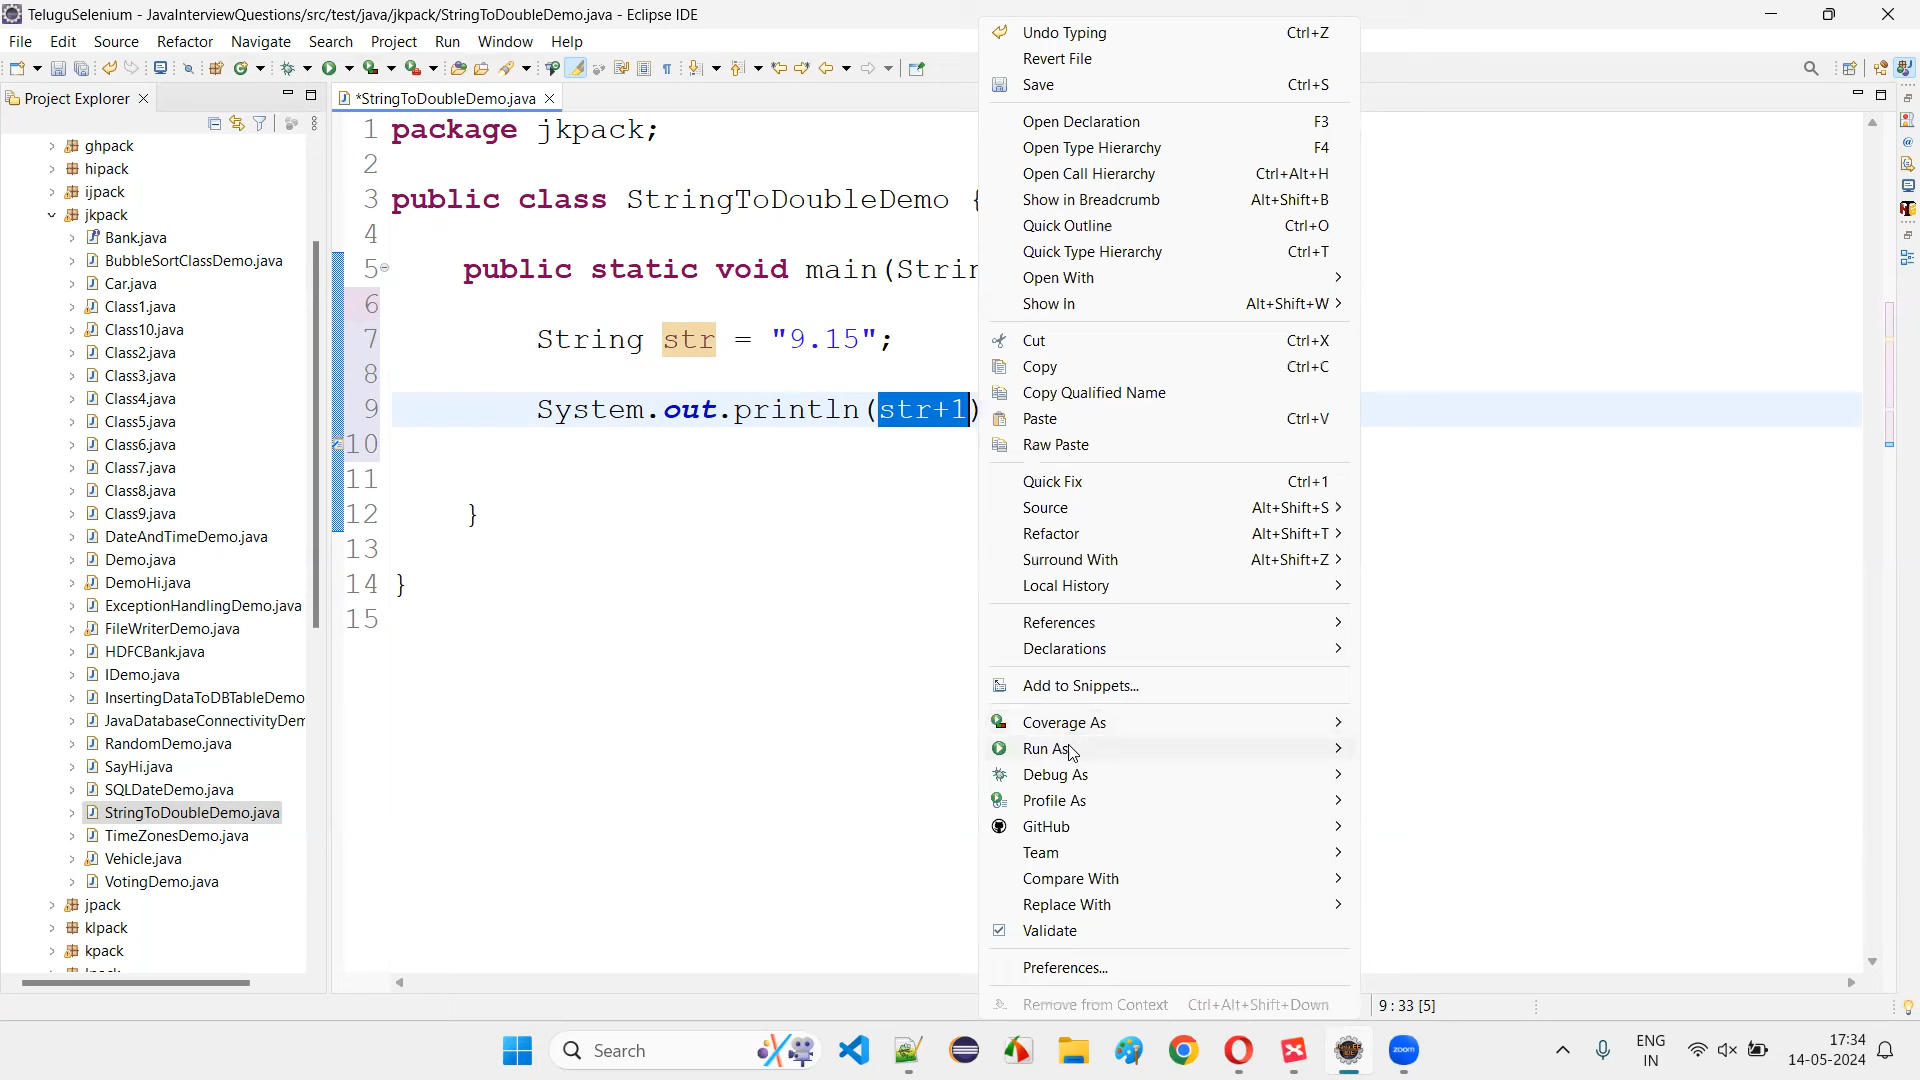 TeluguSelenium - JavaInterviewQuestions/src/test/java/jkpack/StringToDoubleDemo.java - Eclipse IDE
File Edit Source Refactor Navigate Search Project Run Window Help
Project Explorer
ghpack
hipack
ijpack
jkpack
Bank.java
BubbleSortClassDemo.java
Car.java
Class1.java
Class10.java
Class2.java
Class3.java
Class4.java
Class5.java
Class6.java
Class7.java
Class8.java
Class9.java
DateAndTimeDemo.java
Demo.java
DemoHi.java
ExceptionHandlingDemo.java
FileWriterDemo.java
HDFCBank.java
IDemo.java
InsertingDataToDBTableDemo
JavaDatabaseConnectivityDem
RandomDemo.java
SayHi.java
SQLDateDemo.java
StringToDoubleDemo.java
TimeZonesDemo.java
Vehicle.java
VotingDemo.java
jpack
klpack
kpack
*StringToDoubleDemo.java
1 package jkpack;
2
3 public class StringToDoubleDemo {
4
5 public static void main(Strin
6
7 String str = "9.15";
8
9 System.out.println(str+1)
10
11
12 }
13
14 }
15
Undo Typing Ctrl+Z
Revert File
Save Ctrl+S
Open Declaration F3
Open Type Hierarchy F4
Open Call Hierarchy Ctrl+Alt+H
Show in Breadcrumb Alt+Shift+B
Quick Outline Ctrl+O
Quick Type Hierarchy Ctrl+T
Open With
Show In Alt+Shift+W
Cut Ctrl+X
Copy Ctrl+C
Copy Qualified Name
Paste Ctrl+V
Raw Paste
Quick Fix Ctrl+1
Source Alt+Shift+S
Refactor Alt+Shift+T
Surround With Alt+Shift+Z
Local History
References
Declarations
Add to Snippets...
Coverage As
Run As
Debug As
Profile As
GitHub
Team
Compare With
Replace With
Validate
Preferences...
Remove from Context Ctrl+Alt+Shift+Down
9 : 33 [5]
Search
zoom
ENG
IN
17:34
14-05-2024